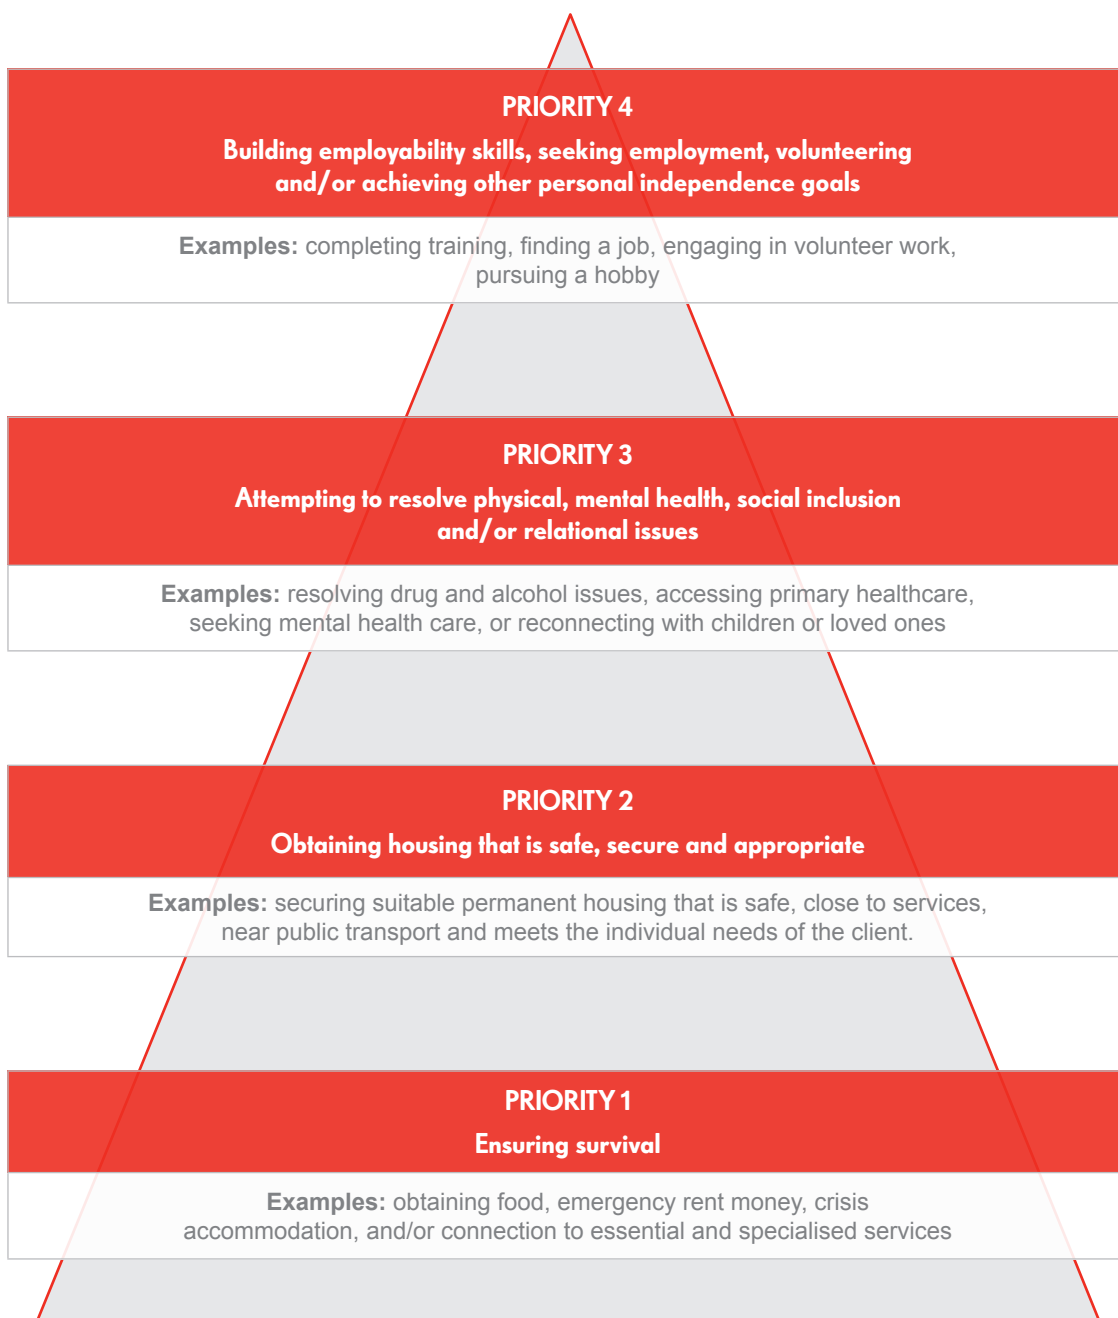 PRIORITY 4
Building employability skills, seeking employment, volunteering
and/or achieving other personal independence goals
Examples: completing training, finding a job, engaging in volunteer work,
pursuing a hobby
PRIORITY 3
Attempting to resolve physical, mental health, social inclusion
and/or relational issues
Examples: resolving drug and alcohol issues, accessing primary healthcare,
seeking mental health care, or reconnecting with children or loved ones
PRIORITY 2
Obtaining housing that is safe, secure and appropriate
Examples: securing suitable permanent housing that is safe, close to services,
near public transport and meets the individual needs of the client.
PRIORITY 1
Ensuring survival
Examples: obtaining food, emergency rent money, crisis
accommodation, and/or connection to essential and specialised services